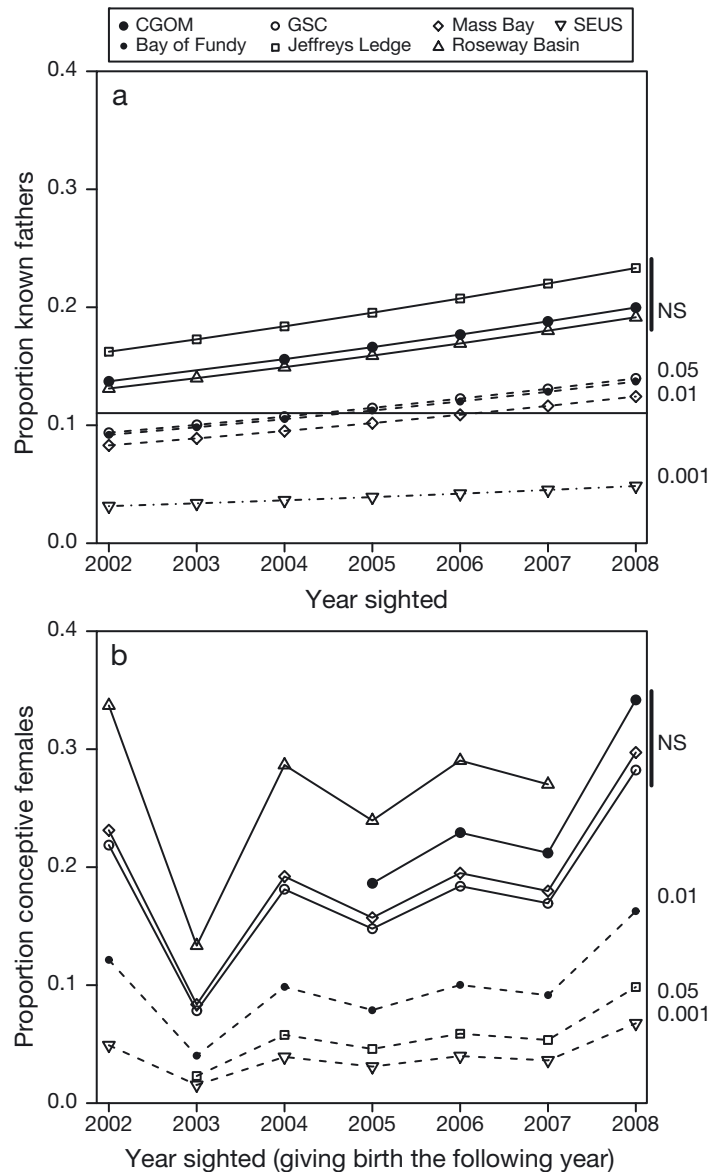 CGOM GSC Mass Bay SEUS
Bay of Fundy Jeffreys Ledge Roseway Basin
a
0.4
0.3
0.2
0.1
0.0
Proportion known fathers
NS
0.05
0.01
0.001
2002 2003 2004 2005 2006 2007 2008
Year sighted
b
0.4
0.3
0.2
0.1
0.0
Proportion conceptive females
NS
0.01
0.05
0.001
2002 2003 2004 2005 2006 2007 2008
Year sighted (giving birth the following year)